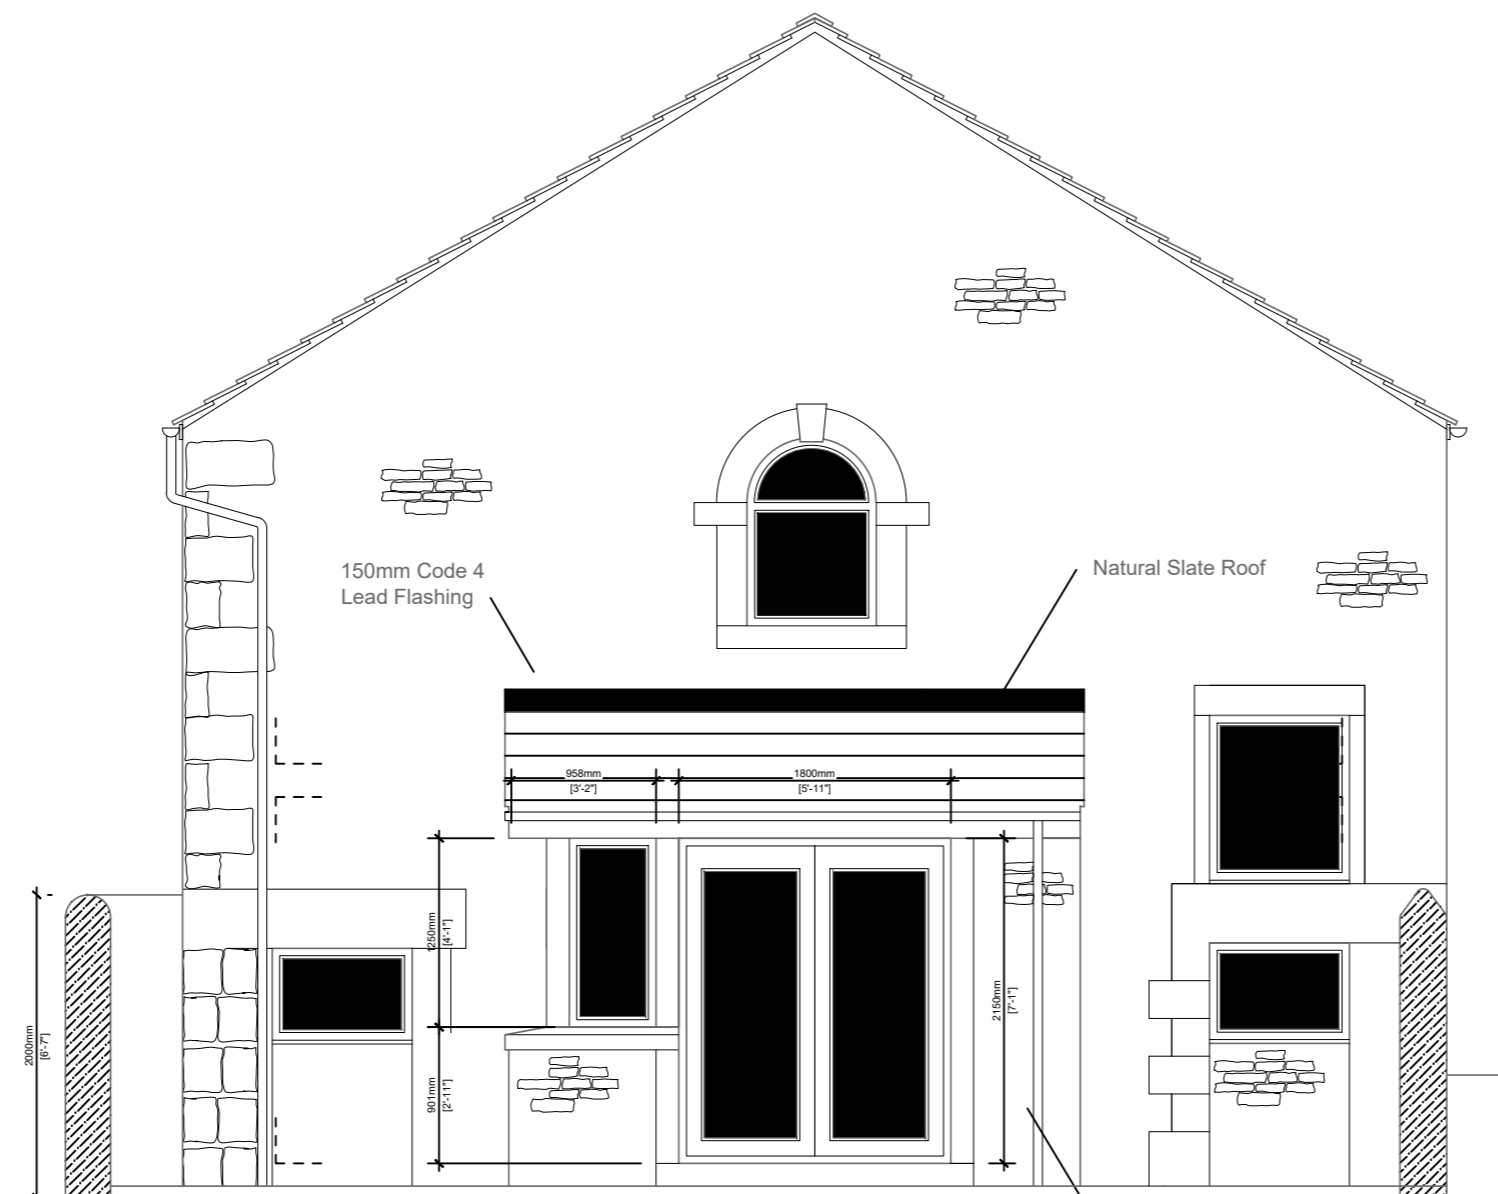 150mm Code 4
Lead Flashing
Natural Slate Roof
958mm
[3'-2"]
1800mm
[5'-11"]
1250mm
[4'-1"]
2150mm
[7'-1"]
2000mm
[6'-7"]
901mm
[2'-11"]